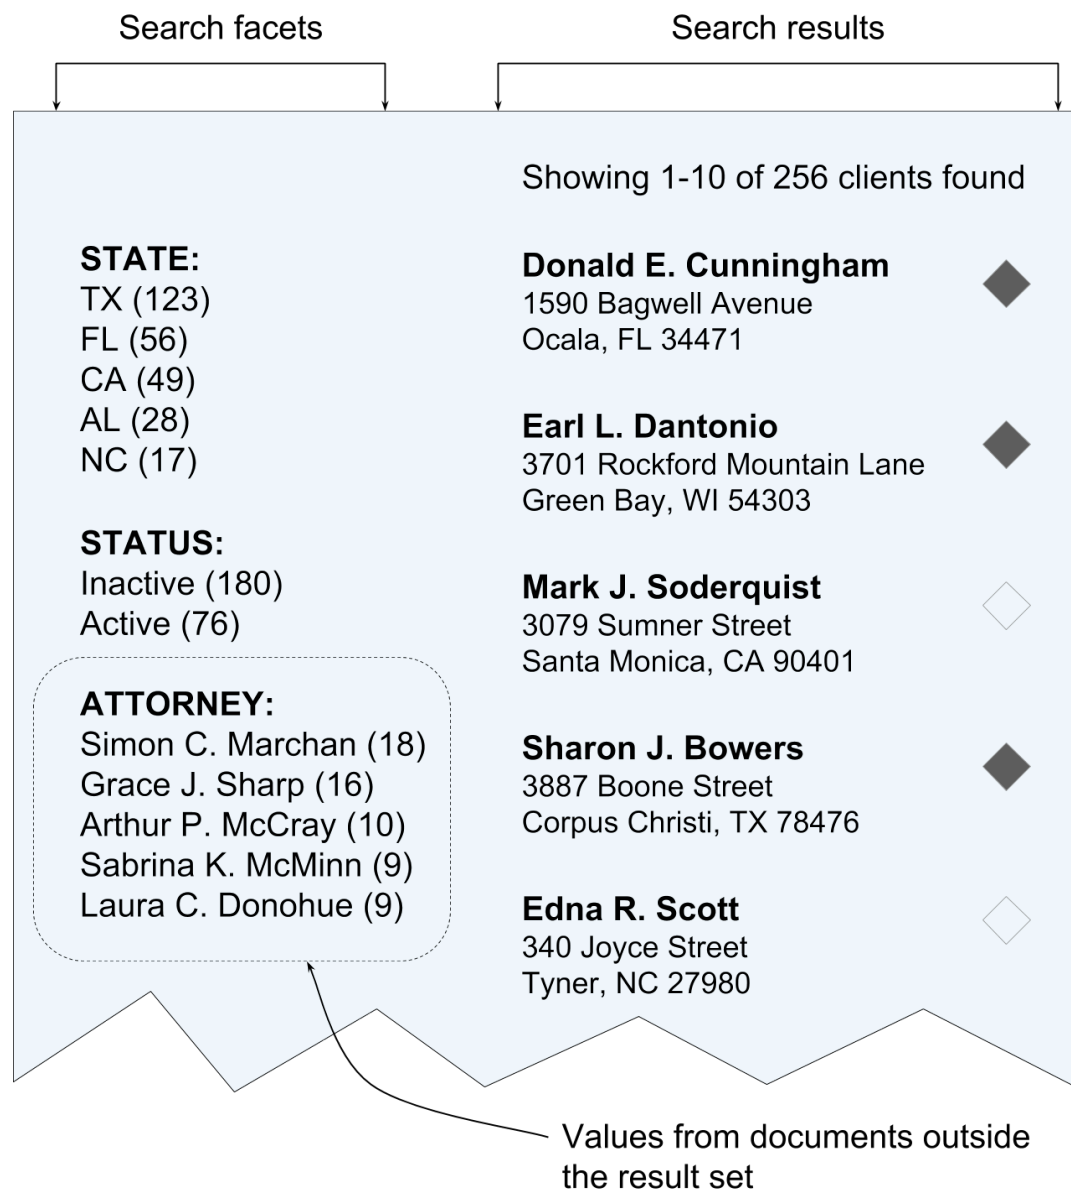 Search facets
Search results
Showing 1-10 of 256 clients found
STATE:
TX (123)
FL (56)
CA (49)
AL (28)
NC (17)
STATUS:
Inactive (180)
Active (76)
ATTORNEY:
Simon C. Marchan (18)
Grace J. Sharp (16)
Arthur P. McCray (10)
Sabrina K. McMinn (9)
Laura C. Donohue (9)
Donald E. Cunningham
1590 Bagwell Avenue
Ocala, FL 34471
Earl L. Dantonio
3701 Rockford Mountain Lane
Green Bay, WI 54303
Mark J. Soderquist
3079 Sumner Street
Santa Monica, CA 90401
Sharon J. Bowers
3887 Boone Street
Corpus Christi, TX 78476
Edna R. Scott
340 Joyce Street
Tyner, NC 27980
Values from documents outside
the result set